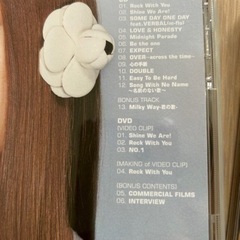 01. Rock With You
02. Shine We Are!
03. SOME DAY ONE DAY
feat.VERBAL(m-flo)
04. LOVE & HONESTY
05. Midnight Parade
06. Be the one
07. EXPECT
08. OVER~across the time~
09. 心の手紙
10. DOUBLE
11. Easy To Be Hard
12. Song With No Name
~名前のない歌~
[BONUS TRACK]
13. Milky Way~君の歌~
DVD
[VIDEO CLIP]
01. Shine We Are!
02. Rock With You
03. NO.1
[MAKING of VIDEO CLIP]
04. Rock With You
[BONUS CONTENTS]
05. COMMERCIAL FILMS
06. INTERVIEW